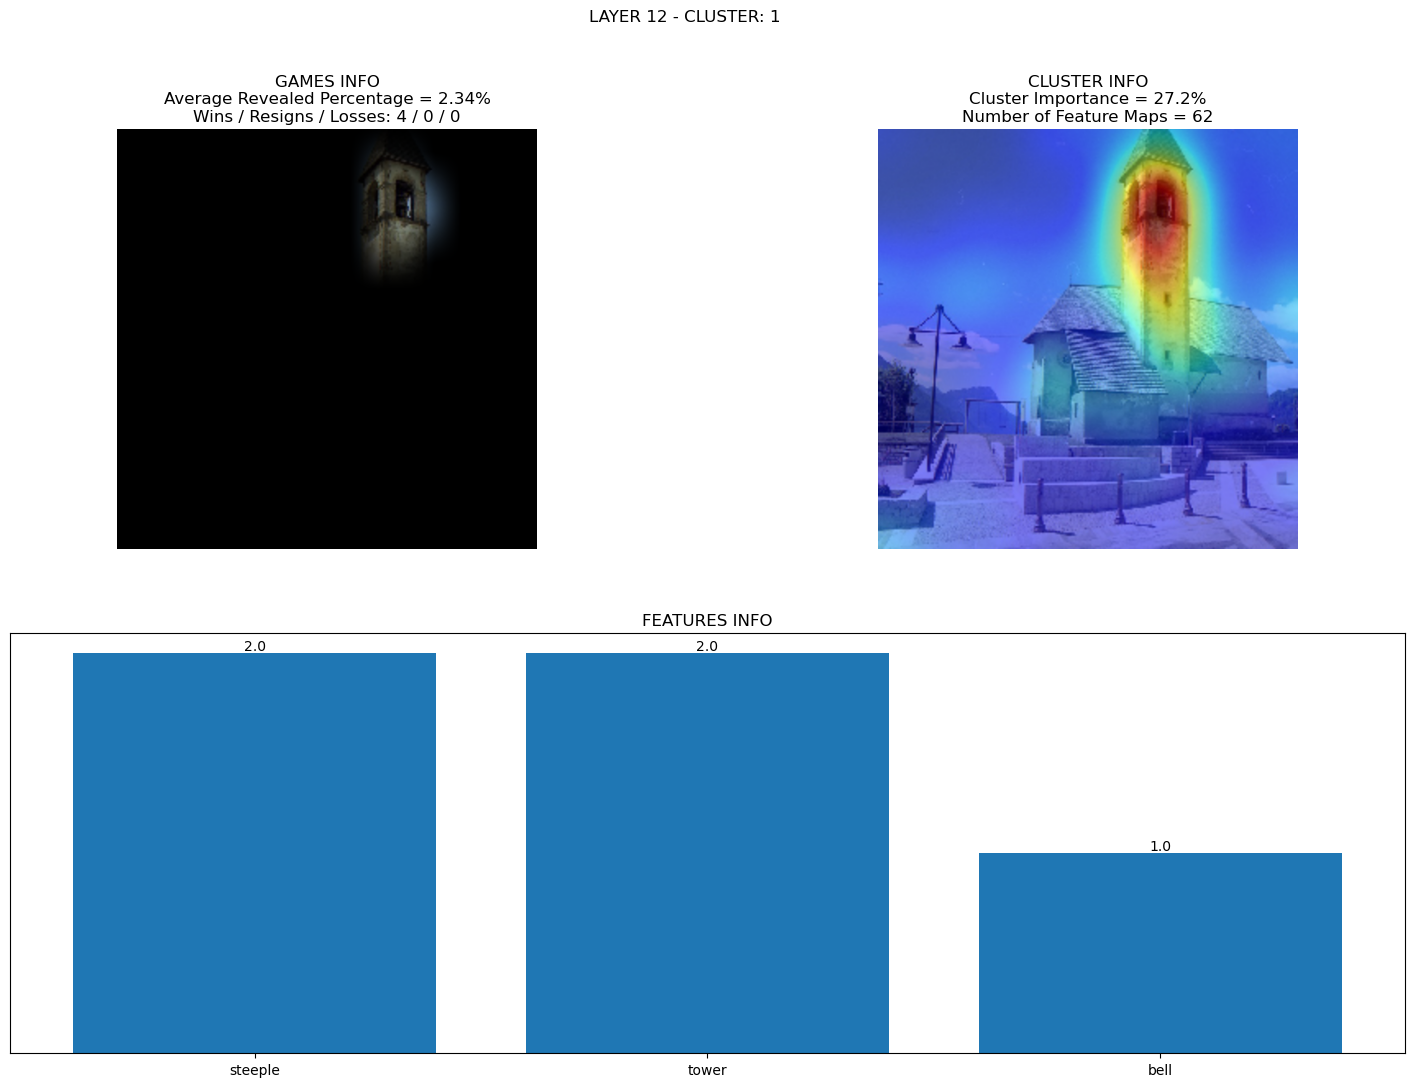 LAYER 12 - CLUSTER: 1
GAMES INFO
Average Revealed Percentage = 2.34%
Wins / Resigns / Losses: 4 / 0 / 0
CLUSTER INFO
Cluster Importance = 27.2%
Number of Feature Maps = 62
FEATURES INFO
2.0
2.0
1.0
steeple
tower
bell